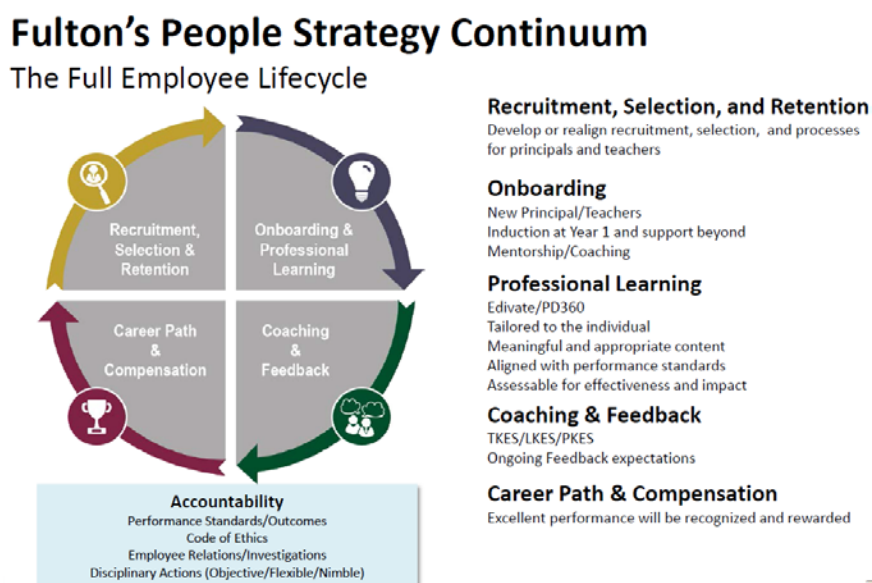 Fulton's People Strategy Continuum
The Full Employee Lifecycle
Recruitment,
Selection &
Retention
Onboarding &
Professional
Learning
Career Path
&
Compensation
Coaching
&
Feedback
Accountability
Performance Standards/Outcomes
Code of Ethics
Employee Relations/Investigations
Disciplinary Actions (Objective/Flexible/Nimble)
Recruitment, Selection, and Retention
Develop or realign recruitment, selection, and processes
for principals and teachers
Onboarding
New Principal/Teachers
Induction at Year 1 and support beyond
Mentorship/Coaching
Professional Learning
Edivate/PD360
Tailored to the individual
Meaningful and appropriate content
Aligned with performance standards
Assessable for effectiveness and impact
Coaching & Feedback
TKES/LKES/PKES
Ongoing Feedback expectations
Career Path & Compensation
Excellent performance will be recognized and rewarded